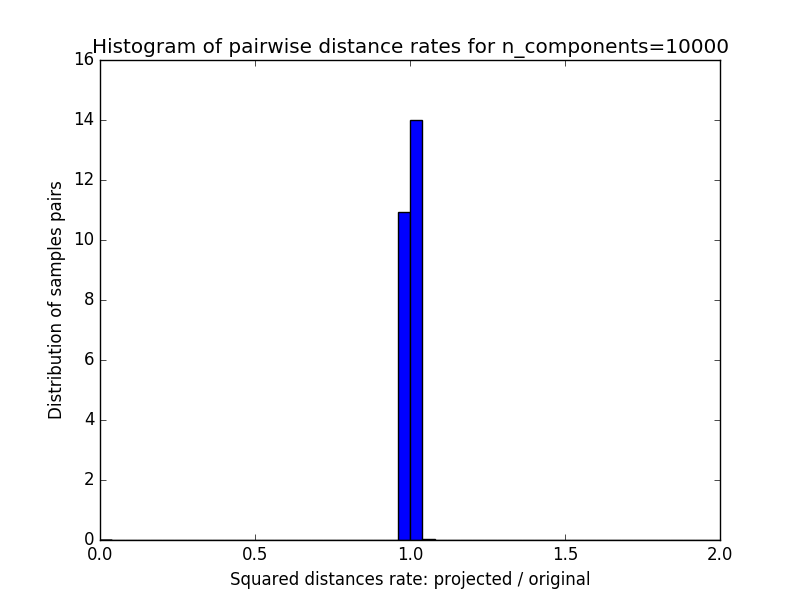 Histogram of pairwise distance rates for n_components=10000
16
14
12
10
8
6
4
2
0
Distribution of samples pairs
0.0 0.5 1.0 1.5 2.0
Squared distances rate: projected / original